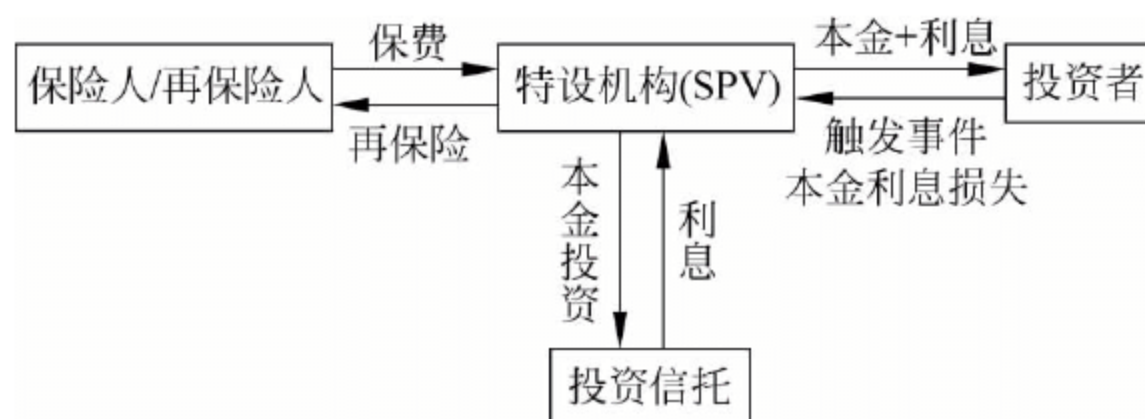 保费
本金+利息
保险人/再保险人
特设机构(SPV)
投资者
再保险
触发事件
本金利息损失
本金投资
利息
投资信托